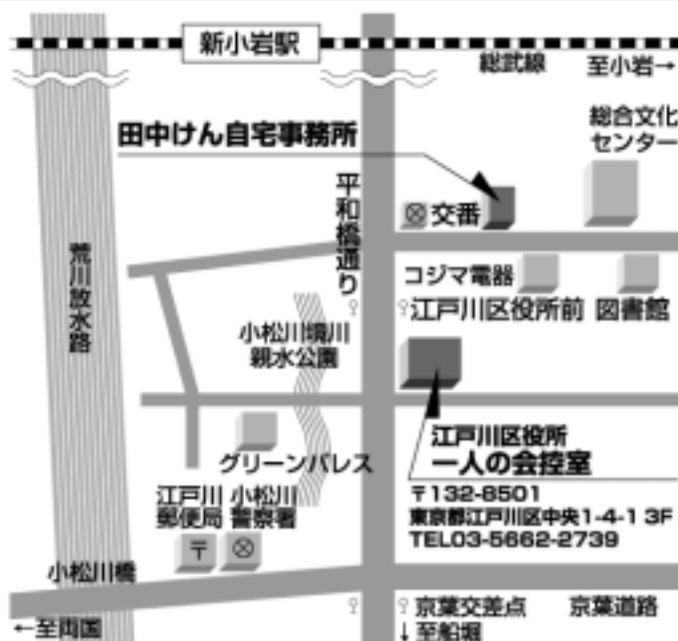 新小岩駅
総武線
至小岩→
総合文化
センター
田中けん自宅事務所
平和橋通り
交番
荒川放水路
コジマ電器
江戸川区役所前
図書館
小松川境川
親水公園
江戸川区役所
一人の会控室
〒132-8501
東京都江戸川区中央1-4-1 3F
TEL03-5662-2739
グリーンパレス
江戸川
郵便局
小松川
警察署
〒
小松川橋
←至両国
京葉交差点
京葉道路
↓至船堀